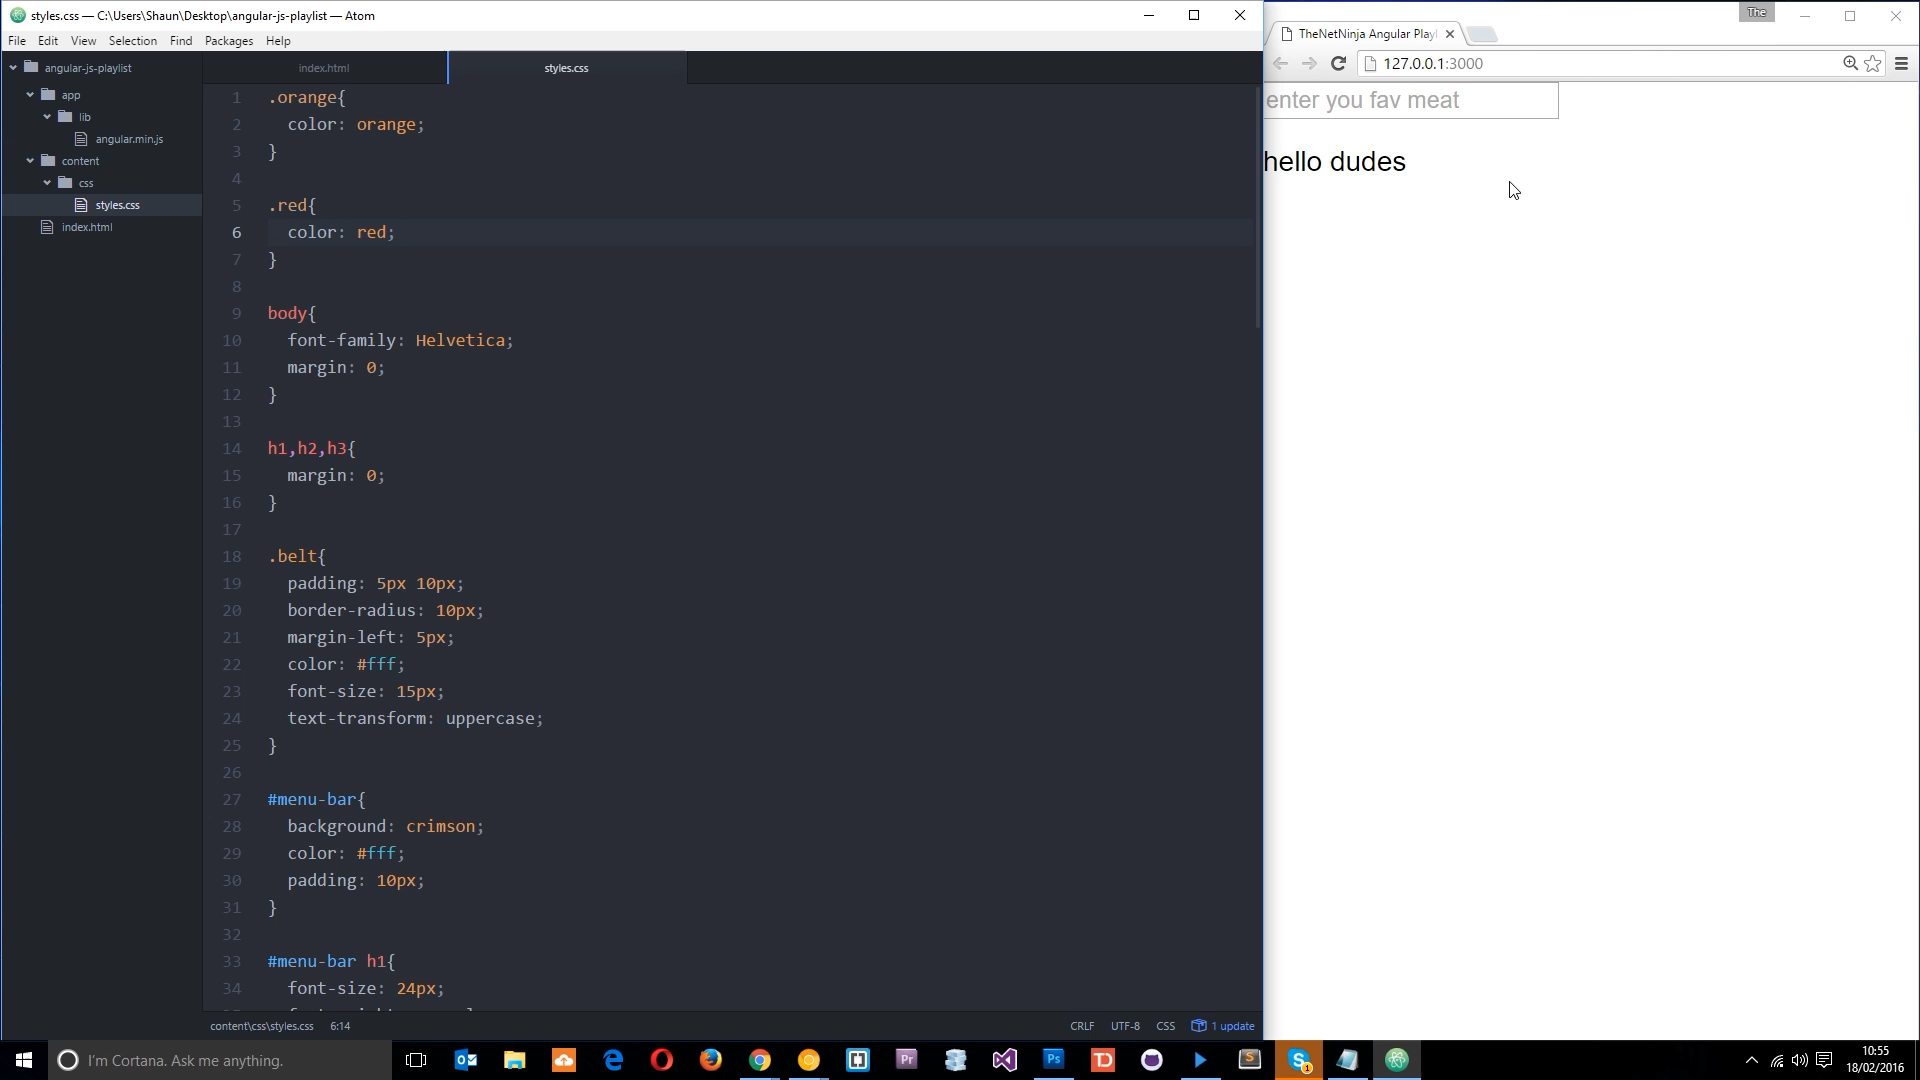 styles.css — C:\Users\Shaun\Desktop\angular-js-playlist — Atom
File Edit View Selection Find Packages Help
angular-js-playlist
app
lib
angular.min.js
content
css
styles.css
index.html
index.html styles.css
1 .orange{
2 color: orange;
3 }
4
5 .red{
6 color: red;
7 }
8
9 body{
10 font-family: Helvetica;
11 margin: 0;
12 }
13
14 h1,h2,h3{
15 margin: 0;
16 }
17
18 .belt{
19 padding: 5px 10px;
20 border-radius: 10px;
21 margin-left: 5px;
22 color: #fff;
23 font-size: 15px;
24 text-transform: uppercase;
25 }
26
27 #menu-bar{
28 background: crimson;
29 color: #fff;
30 padding: 10px;
31 }
32
33 #menu-bar h1{
34 font-size: 24px;
content\css\styles.css 6:14 CRLF UTF-8 CSS 1 update
The
TheNetNinja Angular Play
127.0.0.1:3000
enter you fav meat
hello dudes
I'm Cortana. Ask me anything.
Pr Ps
10:55
18/02/2016